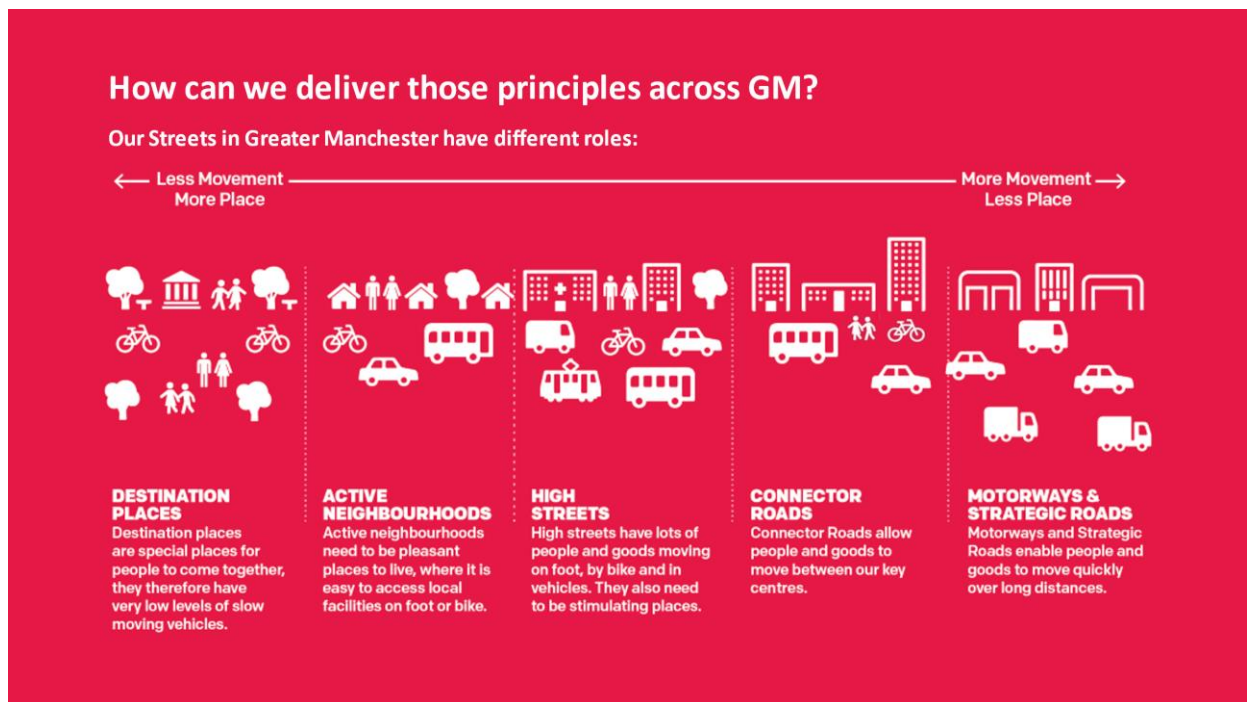 How can we deliver those principles across GM?
Our Streets in Greater Manchester have different roles:
← Less Movement
More Place
More Movement →
Less Place
DESTINATION
PLACES
Destination places
are special places for
people to come together,
they therefore have
very low levels of slow
moving vehicles.
ACTIVE
NEIGHBOURHOODS
Active neighbourhoods
need to be pleasant
places to live, where it is
easy to access local
facilities on foot or bike.
HIGH
STREETS
High streets have lots of
people and goods moving
on foot, by bike and in
vehicles. They also need
to be stimulating places.
CONNECTOR
ROADS
Connector Roads allow
people and goods to
move between our key
centres.
MOTORWAYS &
STRATEGIC ROADS
Motorways and Strategic
Roads enable people and
goods to move quickly
over long distances.